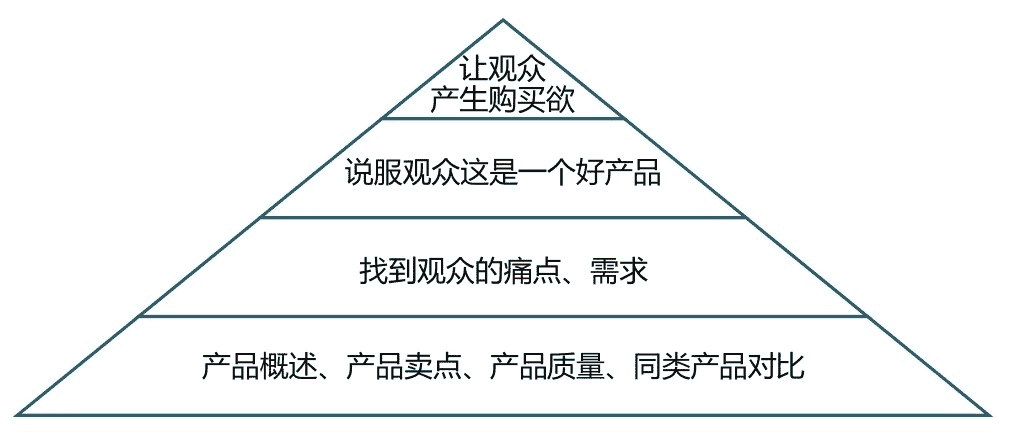 让观众
产生购买欲
说服观众这是一个好产品
找到观众的痛点、需求
产品概述、产品卖点、产品质量、同类产品对比